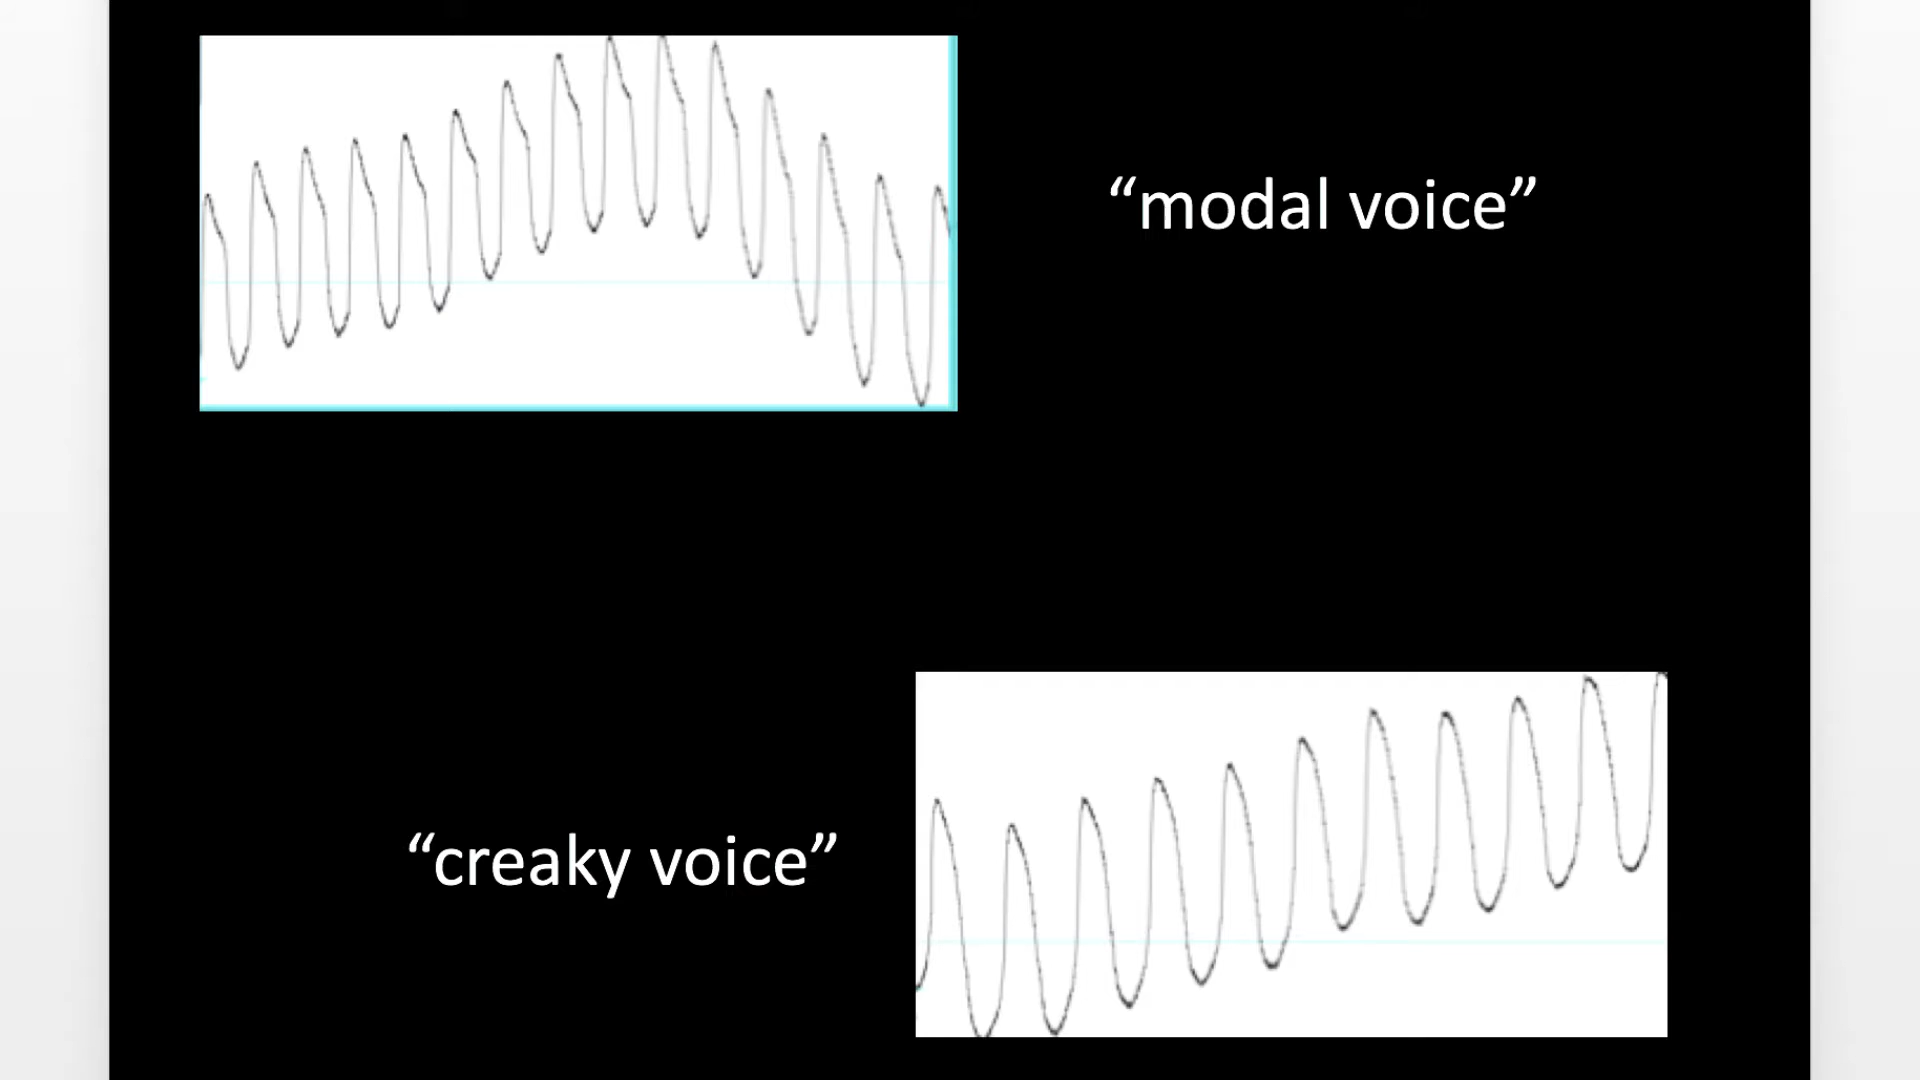 “modal voice”
“creaky voice”